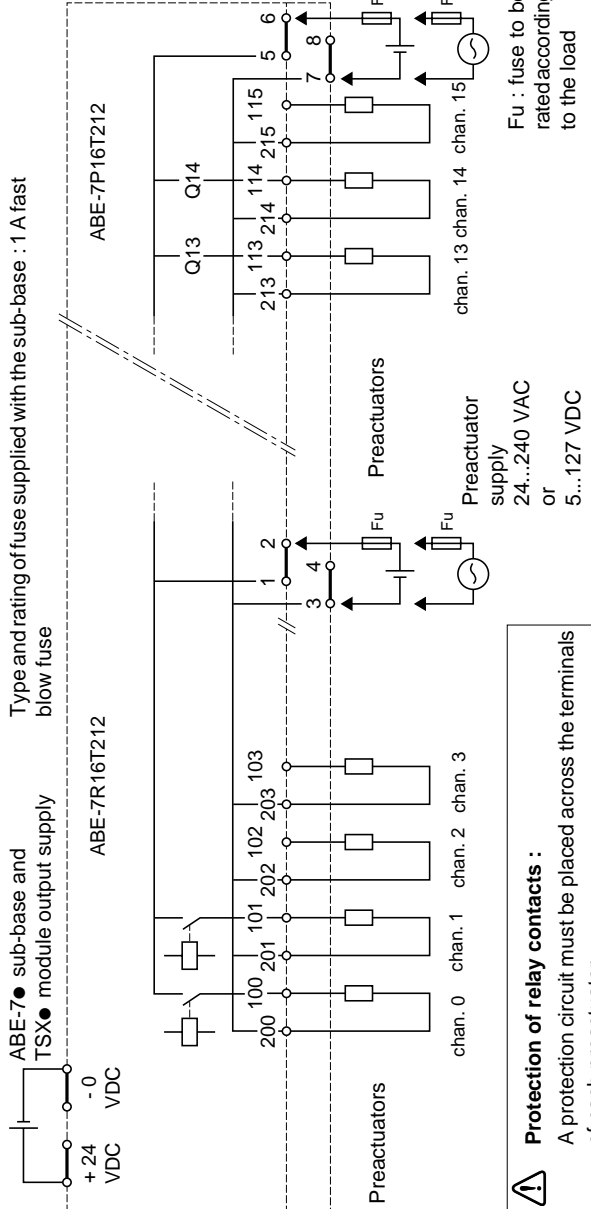 ABE-7● sub-base and
TSX● module output supply
Type and rating of fuse supplied with the sub-base : 1 A fast
blow fuse
+ 24
VDC
- 0
VDC
ABE-7R16T212
ABE-7P16T212
Q13
Q14
200
100
201
101
202
102
203
103
1
2
3
4
213
113
214
114
215
115
5
6
7
8
chan. 0
chan. 1
chan. 2
chan. 3
chan. 13
chan. 14
chan. 15
Fu
Fu
Preactuators
Preactuators
Preactuator
supply
24...240 VAC
or
5...127 VDC
Fu : fuse to be
rated according
to the load
Protection of relay contacts :
A protection circuit must be placed across the terminals